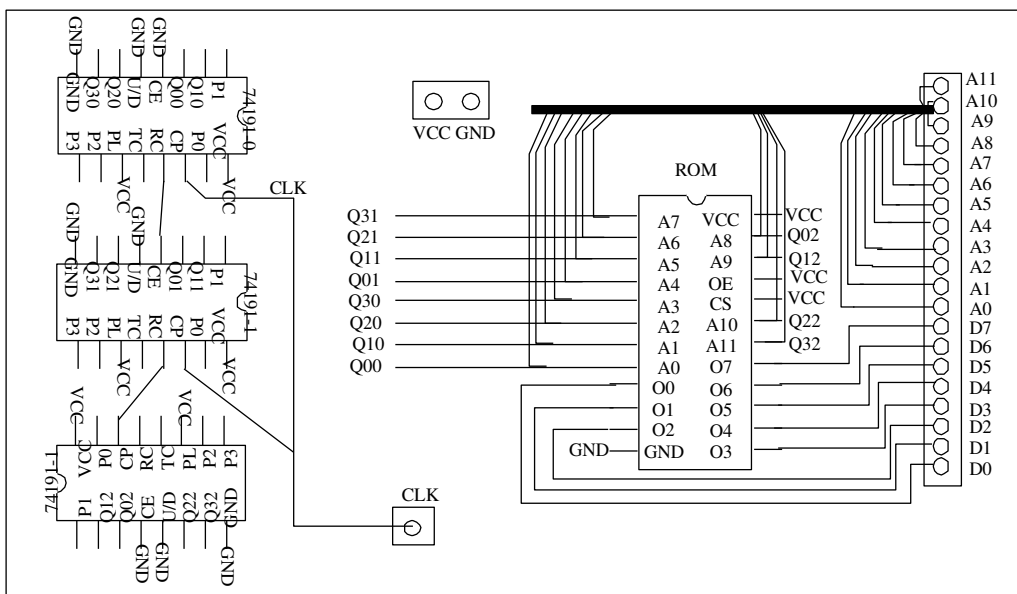 GND GND GND
GND Q30 Q20 U/D CE Q00 Q10 P1
74191-0
P3 P2 PL TC RC CP P0 VCC
VCC VCC
CLK
GND GND
GND Q31 Q21 U/D CE Q01 Q11 P1
74191-1
P3 P2 PL TC RC CP P0 VCC
VCC VCC
VCC VCC
VCC P0 CP RC TC PL P2 P3
74191-1
P1 Q12 Q02 CE U/D Q22 Q32 GND
GND GND GND
CLK
VCC GND
ROM
Q31
Q21
Q11
Q01
Q30
Q20
Q10
Q00
GND
A7 VCC
A6 A8
A5 A9
A4 OE
A3 CS
A2 A10
A1 A11
A0 O7
O0 O6
O1 O5
O2 O4
GND O3
VCC
Q02
Q12
VCC
VCC
Q22
Q32
A11
A10
A9
A8
A7
A6
A5
A4
A3
A2
A1
A0
D7
D6
D5
D4
D3
D2
D1
D0